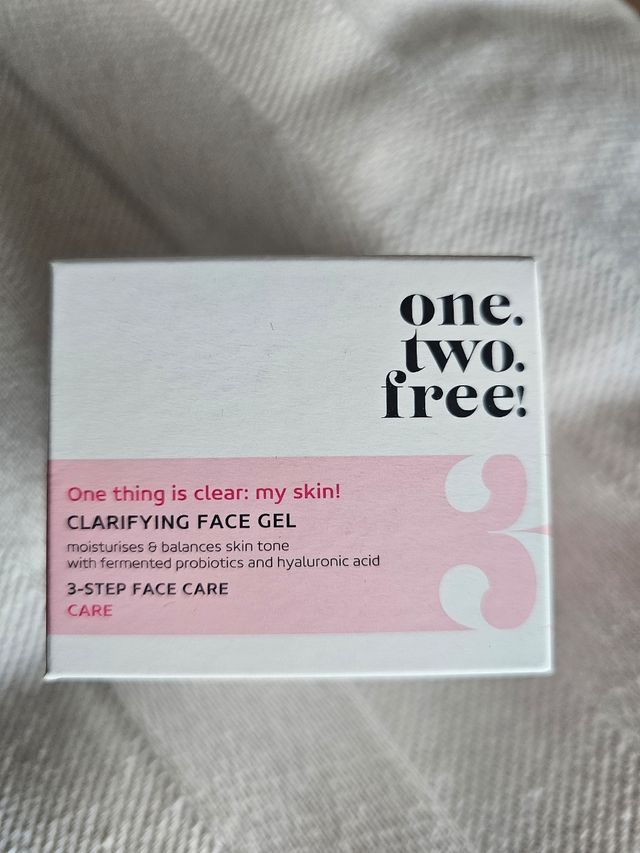 one.
two.
free!
One thing is clear: my skin!
CLARIFYING FACE GEL
moisturises & balances skin tone
with fermented probiotics and hyaluronic acid
3-STEP FACE CARE
CARE
3